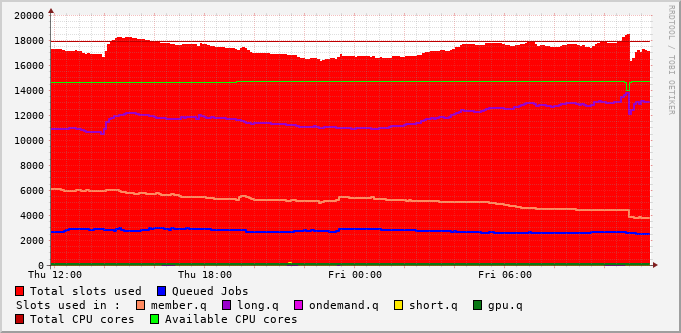 20000
18000
16000
14000
12000
10000
8000
6000
4000
2000
0
Thu 12:00 Thu 18:00 Fri 00:00 Fri 06:00
Total slots used Queued Jobs
Slots used in : member.q long.q ondemand.q short.q gpu.q
Total CPU cores Available CPU cores
RRDTOOL / TOBI OETIKER